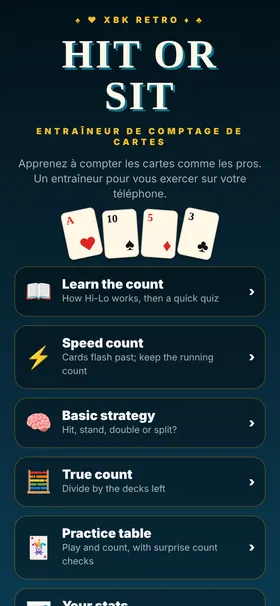 ♠ ♥ XBK RETRO ♦ ♣
HIT OR
SIT
ENTRAÎNEUR DE COMPTAGE DE
CARTES
Apprenez à compter les cartes comme les pros.
Un entraîneur pour vous exercer sur votre
téléphone.
A 10 5 3
Learn the count
How Hi-Lo works, then a quick quiz
Speed count
Cards flash past; keep the running
count
Basic strategy
Hit, stand, double or split?
True count
Divide by the decks left
Practice table
Play and count, with surprise count
checks
Your stats